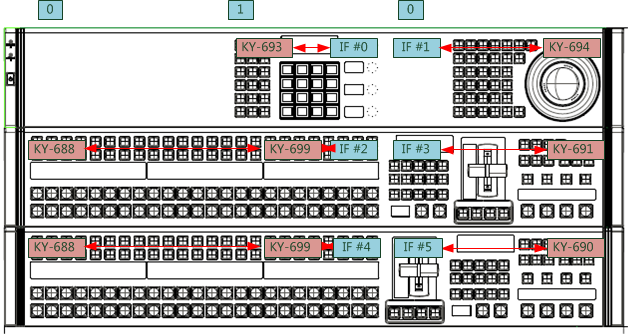 0 1 0
KY-693 IF #0 IF #1 KY-694
KY-688 KY-699 IF #2 IF #3 KY-691
KY-688 KY-699 IF #4 IF #5 KY-690